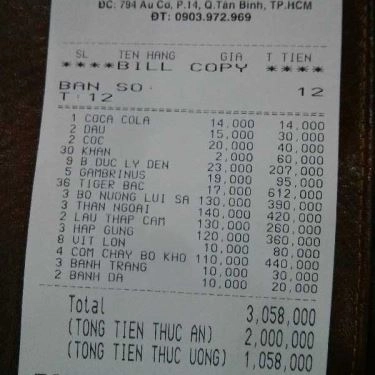 ĐC: 794 Âu Cơ, P.14, Q.Tân Bình, TP.HCM
ĐT: 0903.972.969
SL TEN HANG GIA T TIEN
****BILL COPY ****
BAN SO: 12
T:12
1 COCA COLA 14,000 14,000
2 DAU 15,000 30,000
2 COC 20,000 40,000
30 KHAN 2,000 60,000
9 B DUC LY DEN 23,000 207,000
5 GAMBRINUS 19,000 95,000
36 TIGER BAC 17,000 612,000
3 BO NUONG LUI SA 130,000 390,000
3 THAN NGOAI 140,000 420,000
2 LAU THAP CAM 130,000 260,000
3 HAP GUNG 120,000 360,000
8 VIT LON 10,000 80,000
4 COM CHAY BO KHO 110,000 440,000
3 BANH TRANG 10,000 30,000
2 BANH DA 10,000 20,000
Total 3,058,000
(TONG TIEN THUC AN) 2,000,000
(TONG TIEN THUC UONG) 1,058,000